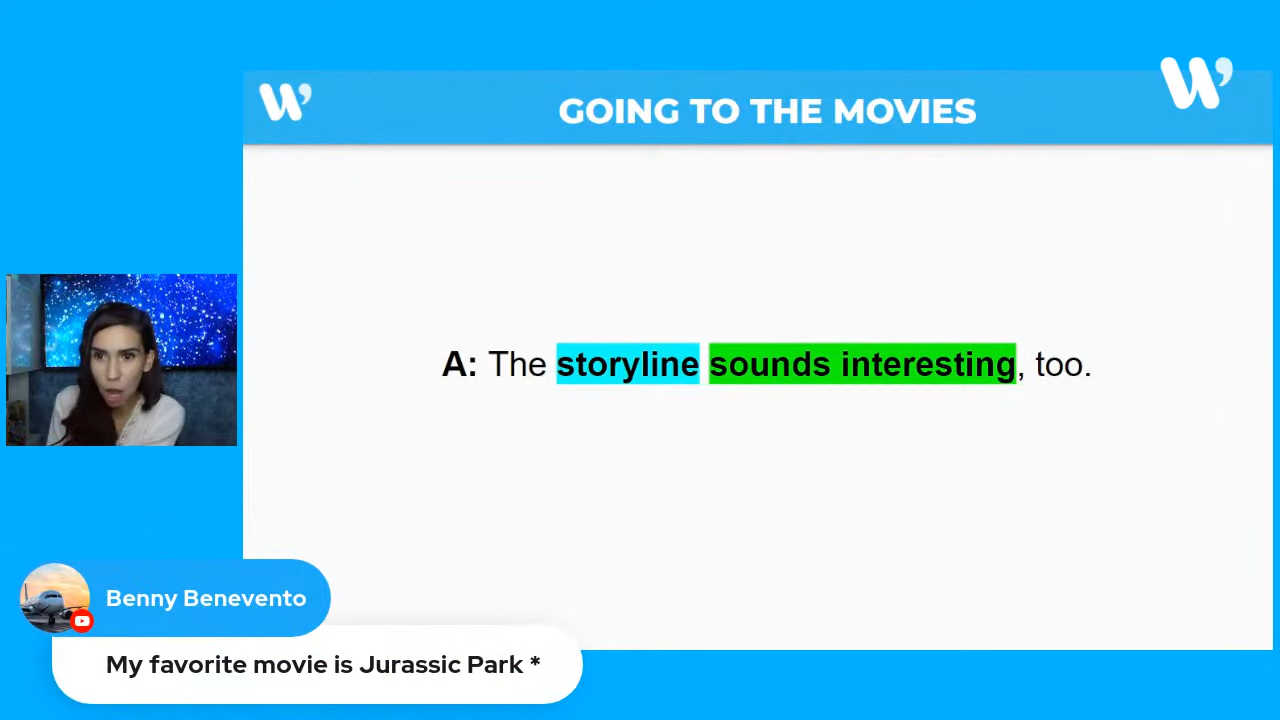 W'
W'
GOING TO THE MOVIES
A: The storyline sounds interesting, too.
Benny Benevento
My favorite movie is Jurassic Park *